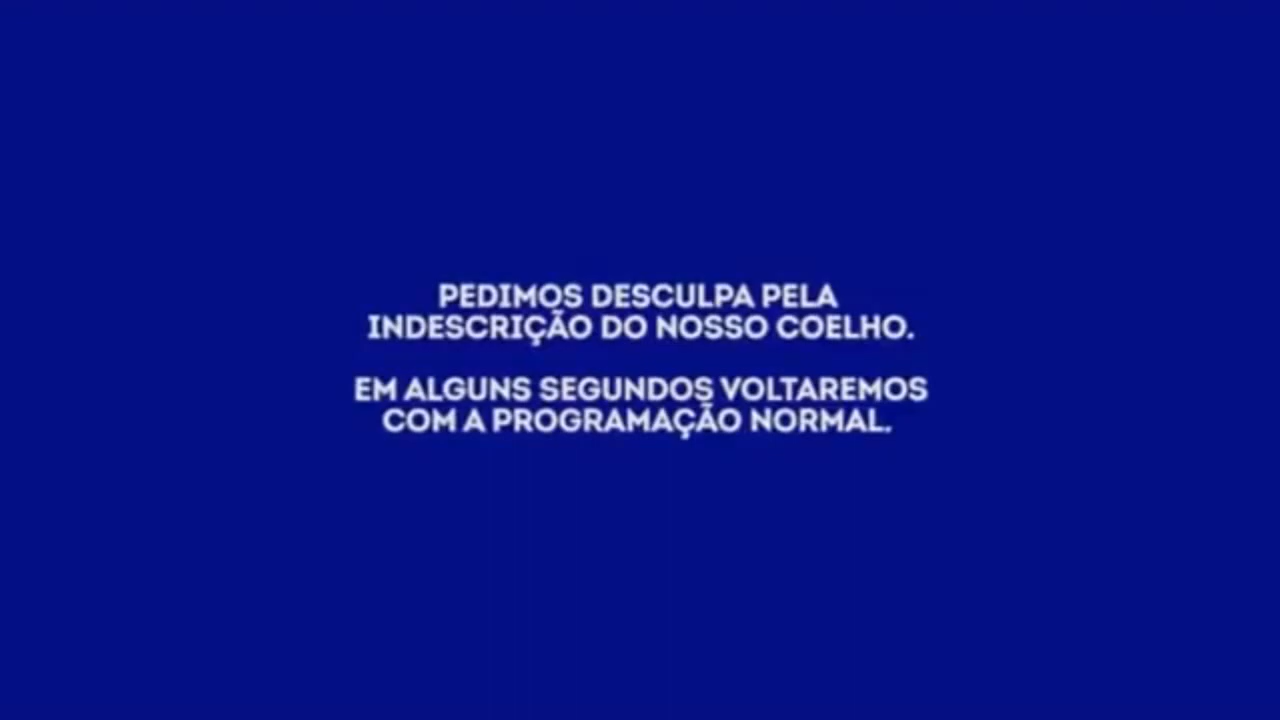 PEDIMOS DESCULPA PELA
INDESCRIÇÃO DO NOSSO COELHO.
EM ALGUNS SEGUNDOS VOLTAREMOS
COM A PROGRAMAÇÃO NORMAL.